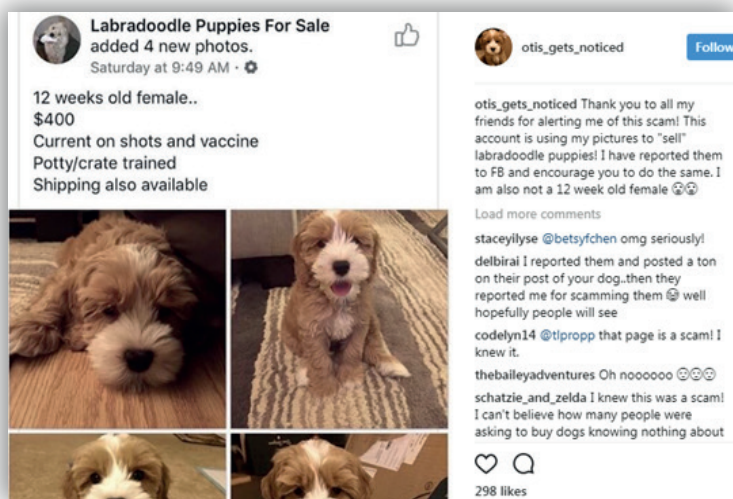 Labradoodle Puppies For Sale
added 4 new photos.
Saturday at 9:49 AM ·
12 weeks old female..
$400
Current on shots and vaccine
Potty/crate trained
Shipping also available
otis_gets_noticed
Follow
otis_gets_noticed Thank you to all my
friends for alerting me of this scam! This
account is using my pictures to "sell"
labradoodle puppies! I have reported them
to FB and encourage you to do the same. I
am also not a 12 week old female 😮😮
Load more comments
staceyilyse @betsyfchen omg seriously!
delbirai I reported them and posted a ton
on their post of your dog..then they
reported me for scamming them 😂 well
hopefully people will see
codelyn14 @tlpropp that page is a scam! I
knew it.
thebaileyadventures Oh noooooo 😳😳😳
schatzie_and_zelda I knew this was a scam!
I can't believe how many people were
asking to buy dogs knowing nothing about
298 likes